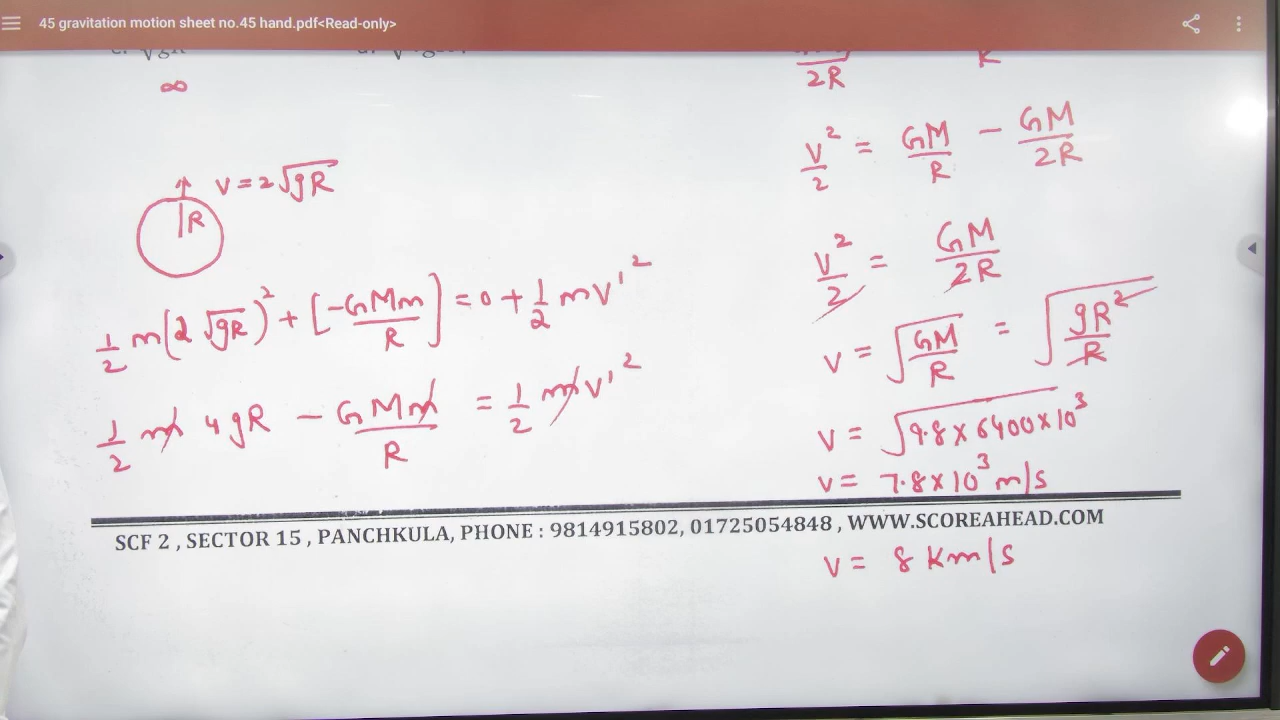 45 gravitation motion sheet no.45 hand.pdf<Read-only>
∞
V = 2√gR
R
1/2 m(2√gR)² + [-GMm/R] = 0 + 1/2 mv'²
1/2 m 4gR - GMm/R = 1/2 mv'²
2R R
V²/2 = GM/R - GM/2R
V²/2 = GM/2R
V = √GM/R = √gR²/R
V = √9.8 × 6400 × 10³
V = 7.8 × 10³ m/s
SCF 2 , SECTOR 15 , PANCHKULA, PHONE : 9814915802, 01725054848 , WWW.SCOREAHEAD.COM
V = 8 Km/s